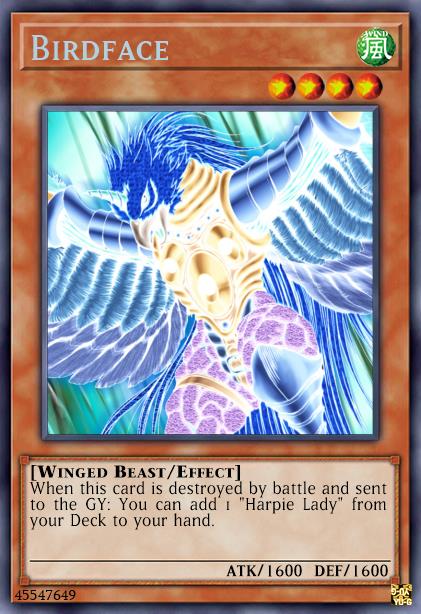 BIRDFACE
WIND
風
[WINGED BEAST/EFFECT]
When this card is destroyed by battle and sent
to the GY: You can add 1 "Harpie Lady" from
your Deck to your hand.
ATK/1600 DEF/1600
45547649